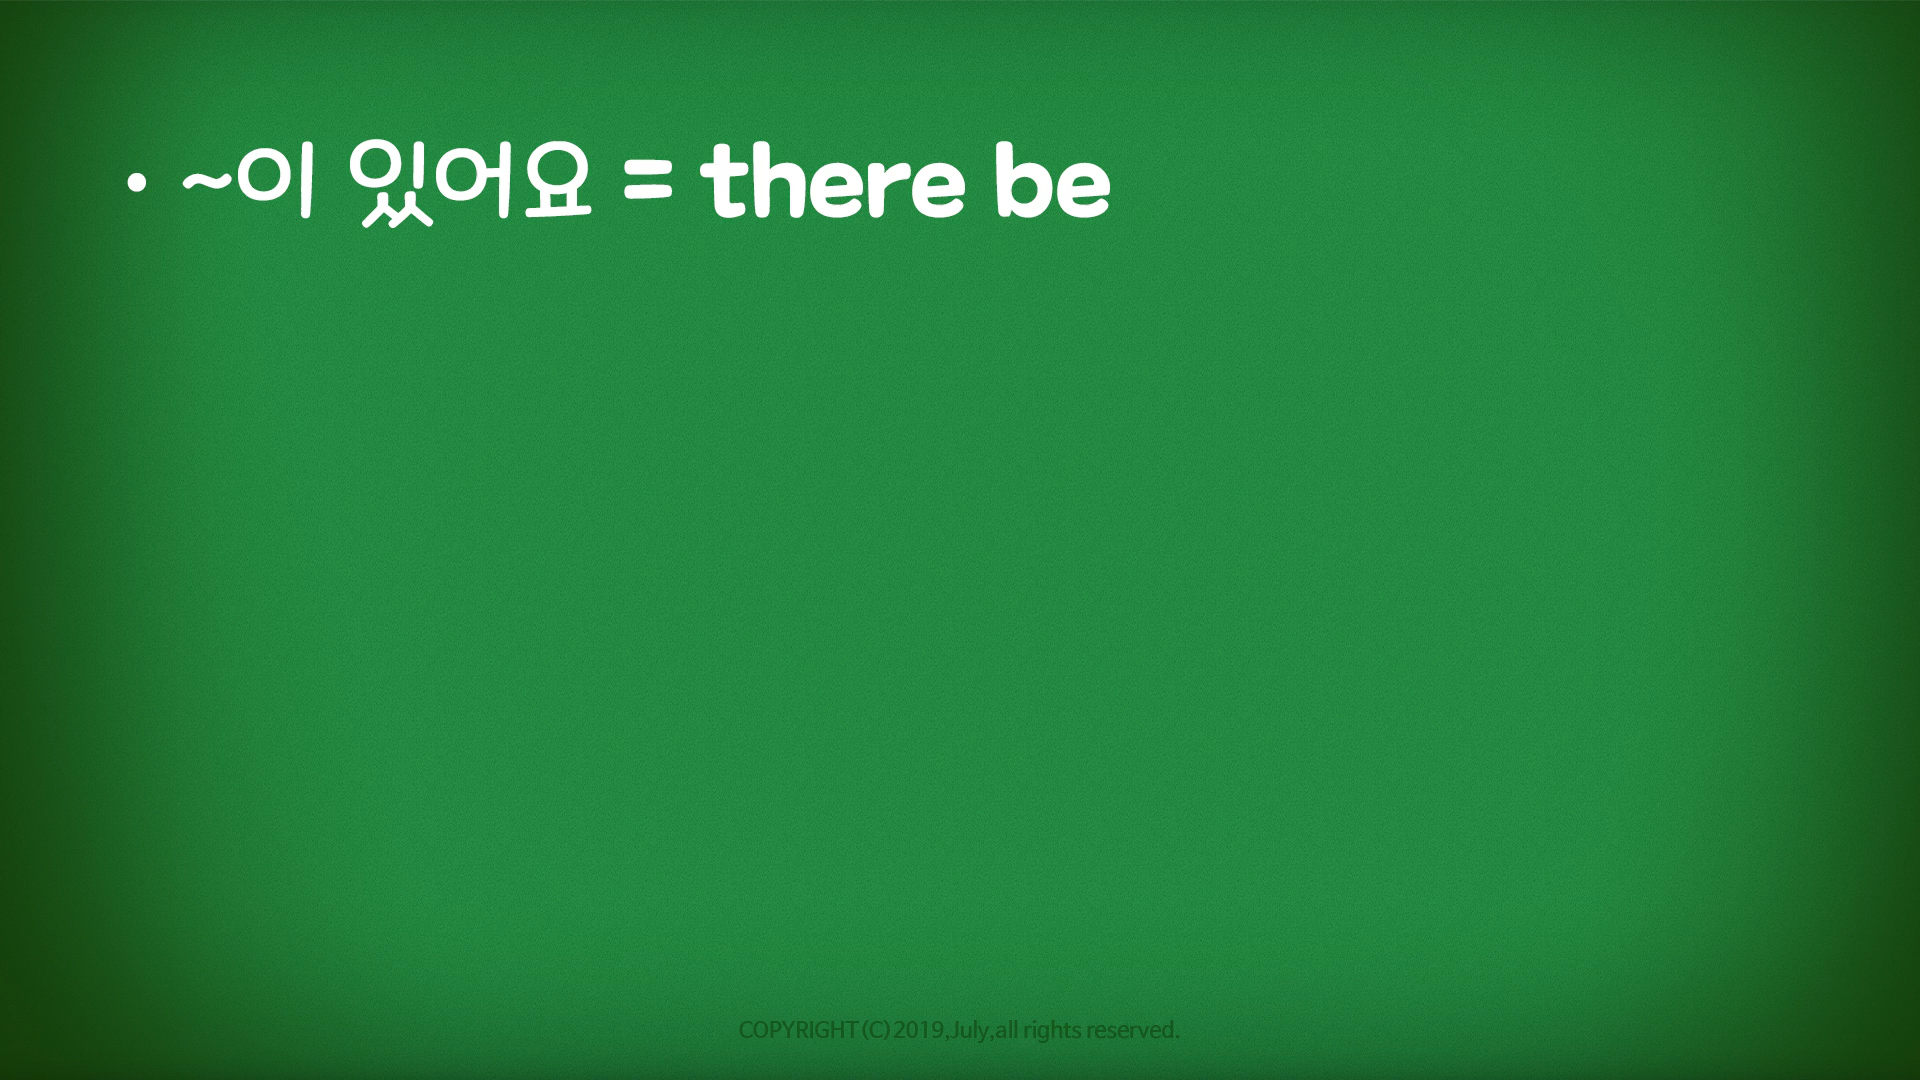 • ~이 있어요 = there be
COPYRIGHT (C) 2019,July,all rights reserved.